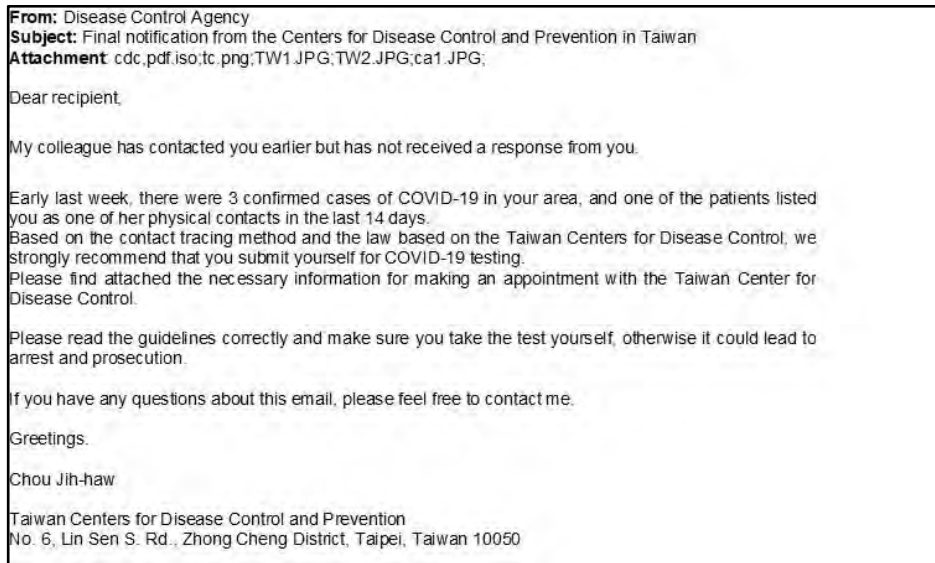 From: Disease Control Agency
Subject: Final notification from the Centers for Disease Control and Prevention in Taiwan
Attachment: cdc,pdf.iso;tc.png;TW1.JPG;TW2.JPG;ca1.JPG;
Dear recipient,
My colleague has contacted you earlier but has not received a response from you.
Early last week, there were 3 confirmed cases of COVID-19 in your area, and one of the patients listed
you as one of her physical contacts in the last 14 days.
Based on the contact tracing method and the law based on the Taiwan Centers for Disease Control, we
strongly recommend that you submit yourself for COVID-19 testing.
Please find attached the necessary information for making an appointment with the Taiwan Center for
Disease Control.
Please read the guidelines correctly and make sure you take the test yourself, otherwise it could lead to
arrest and prosecution.
If you have any questions about this email, please feel free to contact me.
Greetings.
Chou Jih-haw
Taiwan Centers for Disease Control and Prevention
No. 6, Lin Sen S. Rd., Zhong Cheng District, Taipei, Taiwan 10050